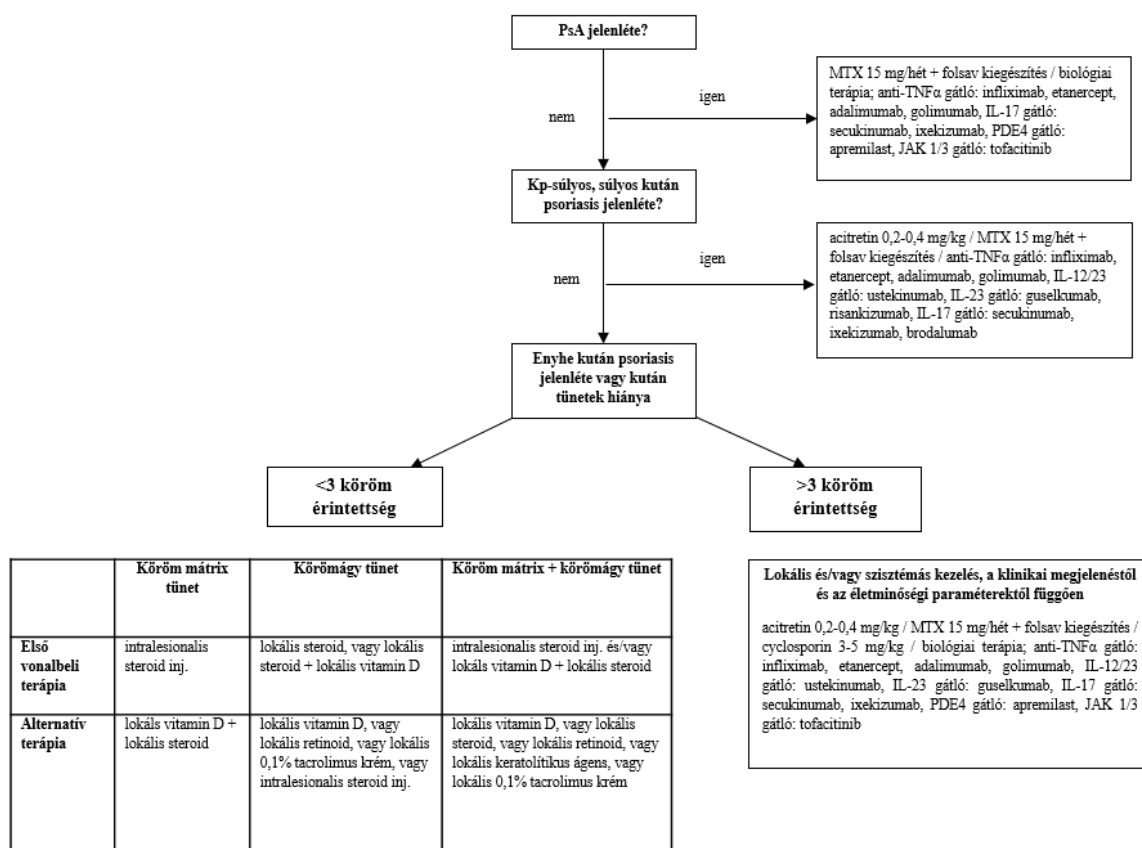 PsA jelenléte?
igen
nem
MTX 15 mg/hét + folsav kiegészítés / biológiai
terápia; anti-TNFα gátló: infliximab, etanercept,
adalimumab, golimumab, IL-17 gátló:
secukinumab, ixekizumab, PDE4 gátló:
apremilast, JAK 1/3 gátló: tofacitinib
Kp-súlyos, súlyos kután
psoriasis jelenléte?
igen
nem
acitretin 0,2-0,4 mg/kg / MTX 15 mg/hét +
folsav kiegészítés / anti-TNFα gátló: infliximab,
etanercept, adalimumab, golimumab, IL-12/23
gátló: ustekinumab, IL-23 gátló: guselkumab,
risankizumab, IL-17 gátló: secukinumab,
ixekizumab, brodalumab
Enyhe kután psoriasis
jelenléte vagy kután
tünetek hiánya
<3 köröm
érintettség
>3 köröm
érintettség
Köröm mátrix
tünet
Körömágy tünet
Köröm mátrix + körömágy tünet
Első
vonalbeli
terápia
intralesionalis
steroid inj.
lokális steroid, vagy lokális
steroid + lokális vitamin D
intralesionalis steroid inj. és/vagy
lokáls vitamin D + lokális steroid
Alternatív
terápia
lokáls vitamin D +
lokális steroid
lokáls vitamin D, vagy
lokális retinoid, vagy lokális
0,1% tacrolimus krém, vagy
intralesionalis steroid inj.
lokáls vitamin D, vagy lokális
steroid, vagy lokális retinoid, vagy
lokális keratolítikus ágens, vagy
lokális 0,1% tacrolimus krém
Lokális és/vagy szisztémás kezelés, a klinikai megjelenéstől
és az életminőségi paraméterektől függően
acitretin 0,2-0,4 mg/kg / MTX 15 mg/hét + folsav kiegészítés /
cyclosporin 3-5 mg/kg / biológiai terápia; anti-TNFα gátló:
infliximab, etanercept, adalimumab, golimumab, IL-12/23
gátló: ustekinumab, IL-23 gátló: guselkumab, IL-17 gátló:
secukinumab, ixekizumab, PDE4 gátló: apremilast, JAK 1/3
gátló: tofacitinib